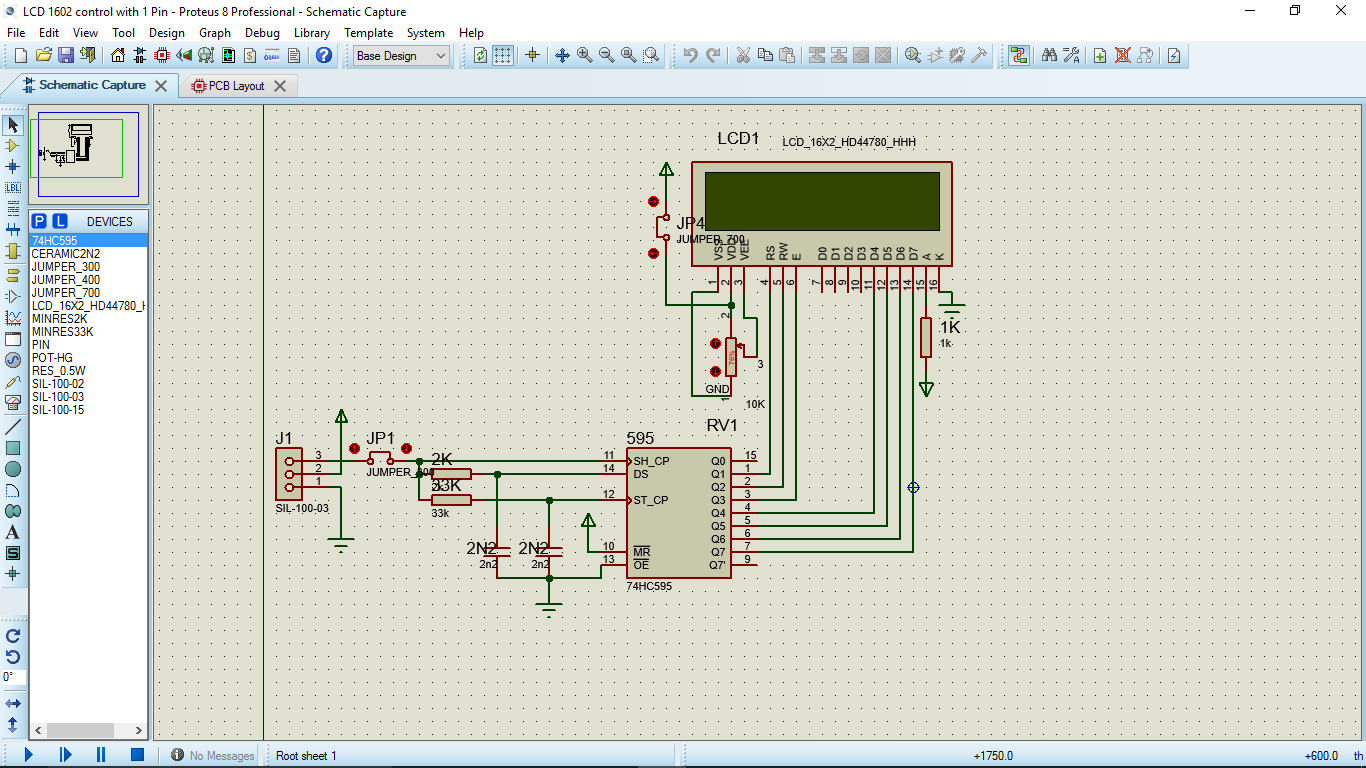 LCD 1602 control with 1 Pin - Proteus 8 Professional - Schematic Capture
File Edit View Tool Design Graph Debug Library Template System Help
Base Design
Schematic Capture
PCB Layout
LBL
A
S
0°
P L DEVICES
74HC595
CERAMIC2N2
JUMPER_300
JUMPER_400
JUMPER_700
LCD_16X2_HD44780_H
MINRES2K
MINRES33K
PIN
POT-HG
RES_0.5W
SIL-100-02
SIL-100-03
SIL-100-15
LCD1
LCD_16X2_HD44780_HHH
JP4
JUMPER_700
VSS VDD VEE RS RW E D0 D1 D2 D3 D4 D5 D6 D7 A K
1 2 3 4 5 6 7 8 9 10 11 12 13 14 15 16
2
76%
3
GND
1
10K
RV1
1K
1k
J1
3
2
1
SIL-100-03
JP1
2K
33K
33k
2N2
2n2
2N2
2n2
595
11 SH_CP
14 DS
12 ST_CP
10 MR
13 OE
Q0 15
Q1 1
Q2 2
Q3 3
Q4 4
Q5 5
Q6 6
Q7 7
Q7' 9
74HC595
No Messages
Root sheet 1
+1750.0
+600.0
th